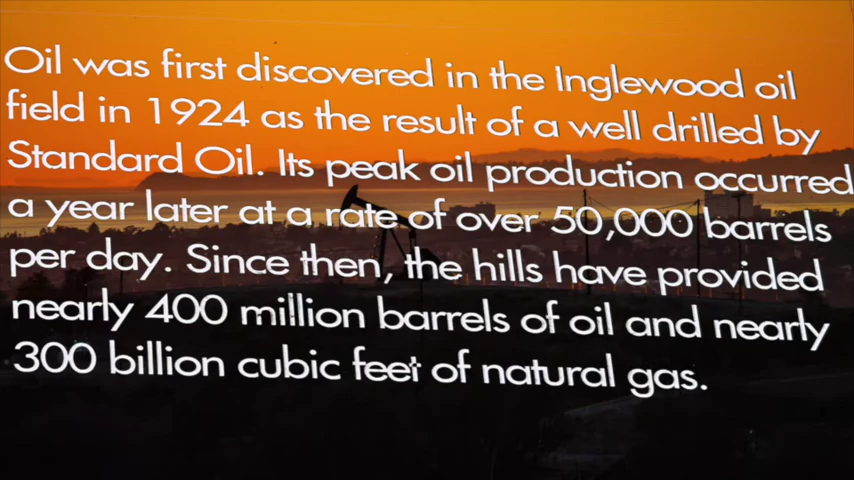 Oil was first discovered in the Inglewood oil
field in 1924 as the result of a well drilled by
Standard Oil. Its peak oil production occurred
a year later at a rate of over 50,000 barrels
per day. Since then, the hills have provided
nearly 400 million barrels of oil and nearly
300 billion cubic feet of natural gas.